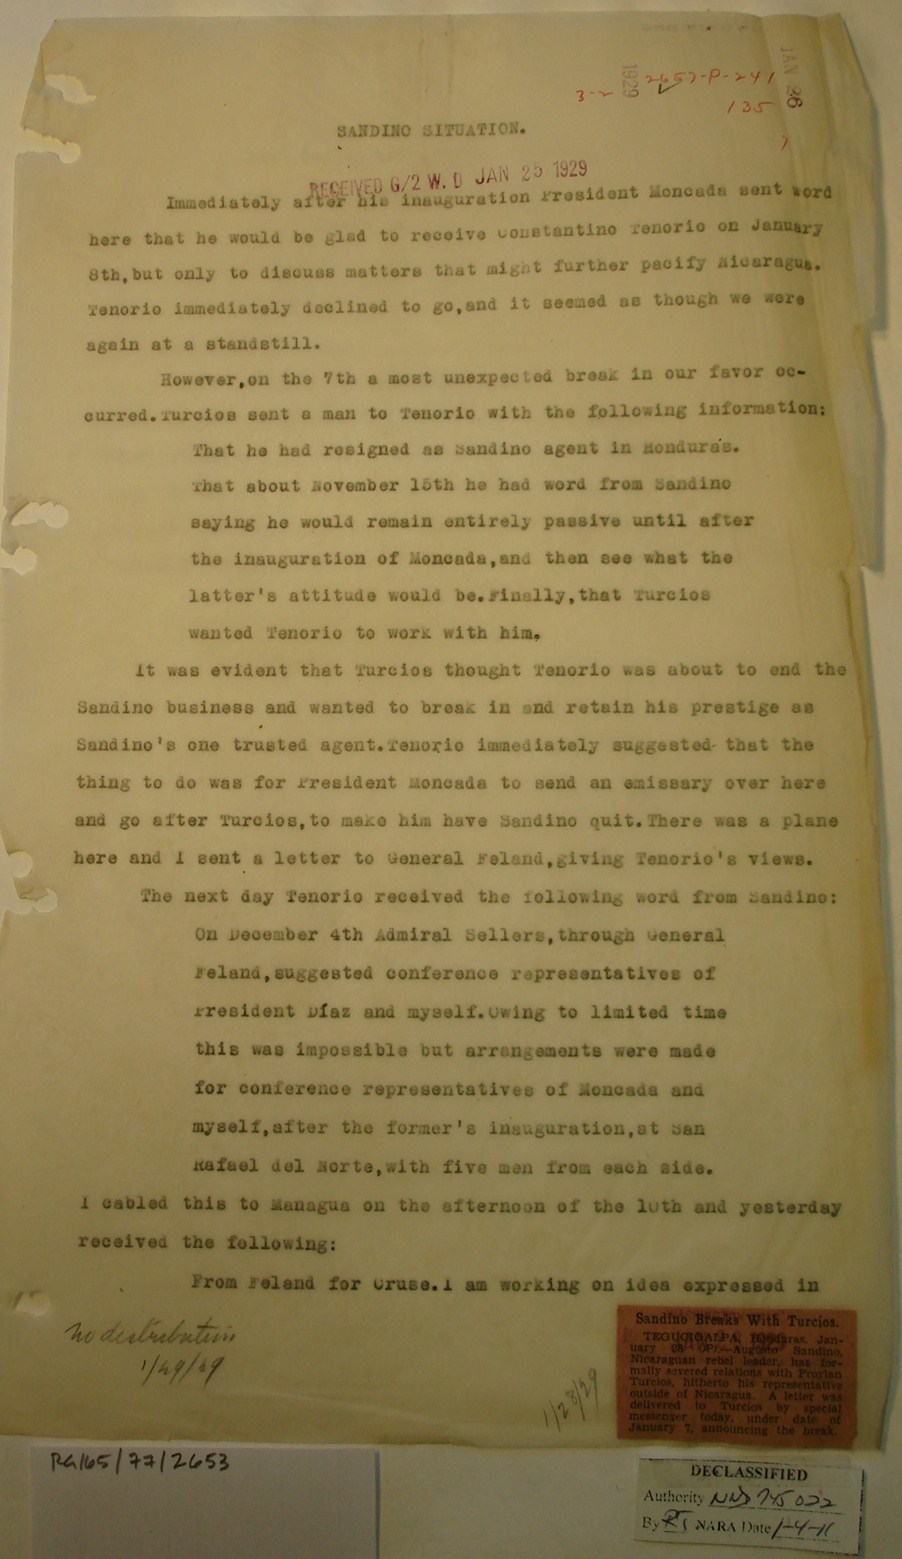 JAN 26
1929
2657-P-241
3-2
135
SANDINO SITUATION.
RECEIVED G/2 W. D JAN 25 1929
Immediately after his inauguration President Moncada sent word
here that he would be glad to receive Constantino Tenorio on January
8th,but only to discuss matters that might further pacify Nicaragua.
Tenorio immediately declined to go,and it seemed as though we were
again at a standstill.
However,on the 7th a most unexpected break in our favor oc-
curred.Turcios sent a man to Tenorio with the following information:
That he had resigned as Sandino agent in Honduras.
That about November 15th he had word from Sandino
saying he would remain entirely passive until after
the inauguration of Moncada,and then see what the
latter's attitude would be.Finally,that Turcios
wanted Tenorio to work with him.
It was evident that Turcios thought Tenorio was about to end the
Sandino business and wanted to break in and retain his prestige as
Sandino's one trusted agent.Tenorio immediately suggested that the
thing to do was for President Moncada to send an emissary over here
and go after Turcios,to make him have Sandino quit.There was a plane
here and I sent a letter to General Feland,giving Tenorio's views.
The next day Tenorio received the following word from Sandino:
On December 4th Admiral Sellers,through General
Feland,suggested conference representatives of
President Díaz and myself.Owing to limited time
this was impossible but arrangements were made
for conference representatives of Moncada and
myself,after the former's inauguration,at San
Rafael del Norte,with five men from each side.
I cabled this to Managua on the afternoon of the 10th and yesterday
received the following:
From Feland for Cruse.I am working on idea expressed in
no distribution
1/29/29
1/28/29
Sandino Breaks With Turcios.
TEGUCIGALPA, Honduras, Jan-
uary 28 (P).—Augusto Sandino,
Nicaraguan rebel leader, has for-
mally severed relations with Froylan
Turcios, hitherto his representative
outside of Nicaragua. A letter was
delivered to Turcios by special
messenger today, under date of
January 7, announcing the break.
RG165/77/2653
DECLASSIFIED
Authority NND 745022
By NARA Date 1-4-11